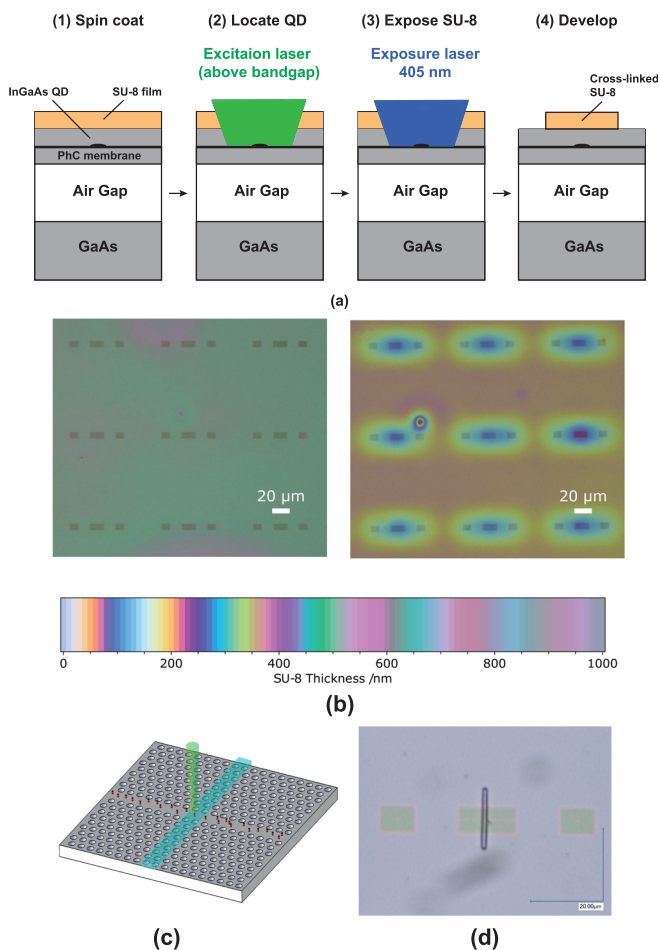 (1) Spin coat
(2) Locate QD
(3) Expose SU-8
(4) Develop
Excitaion laser
(above bandgap)
Exposure laser
405 nm
InGaAs QD
SU-8 film
Cross-linked
SU-8
PhC membrane
Air Gap
Air Gap
Air Gap
Air Gap
GaAs
GaAs
GaAs
GaAs
(a)
20 µm
20 µm
0
200
400
600
800
1000
SU-8 Thickness /nm
(b)
20.00µm
(c)
(d)